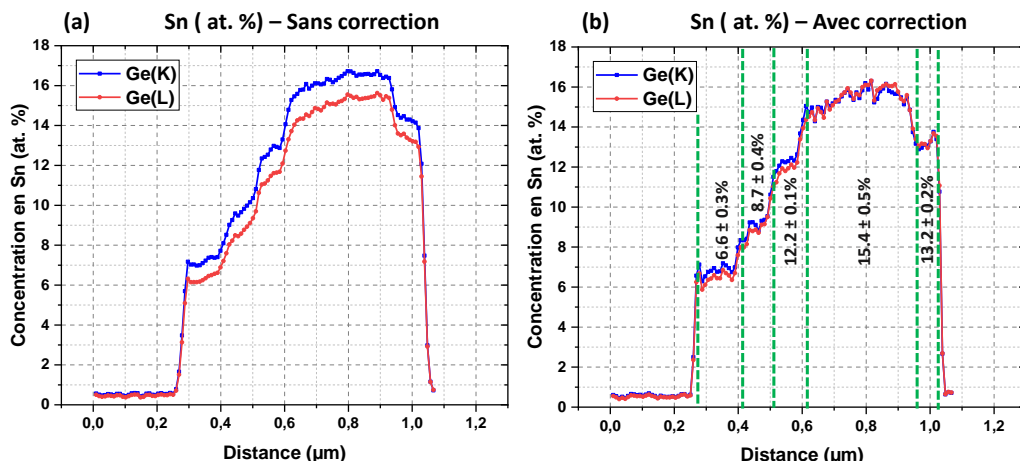 (a) Sn ( at. %) – Sans correction
Ge(K)
Ge(L)
Concentration en Sn (at. %)
18
16
14
12
10
8
6
4
2
0
0,0 0,2 0,4 0,6 0,8 1,0 1,2
Distance (µm)
(b) Sn ( at. %) – Avec correction
Ge(K)
Ge(L)
Concentration en Sn (at. %)
18
16
14
12
10
8
6
4
2
0
6.6 ± 0.3%
8.7 ± 0.4%
12.2 ± 0.1%
15.4 ± 0.5%
13.2 ± 0.2%
0,0 0,2 0,4 0,6 0,8 1,0 1,2
Distance (µm)